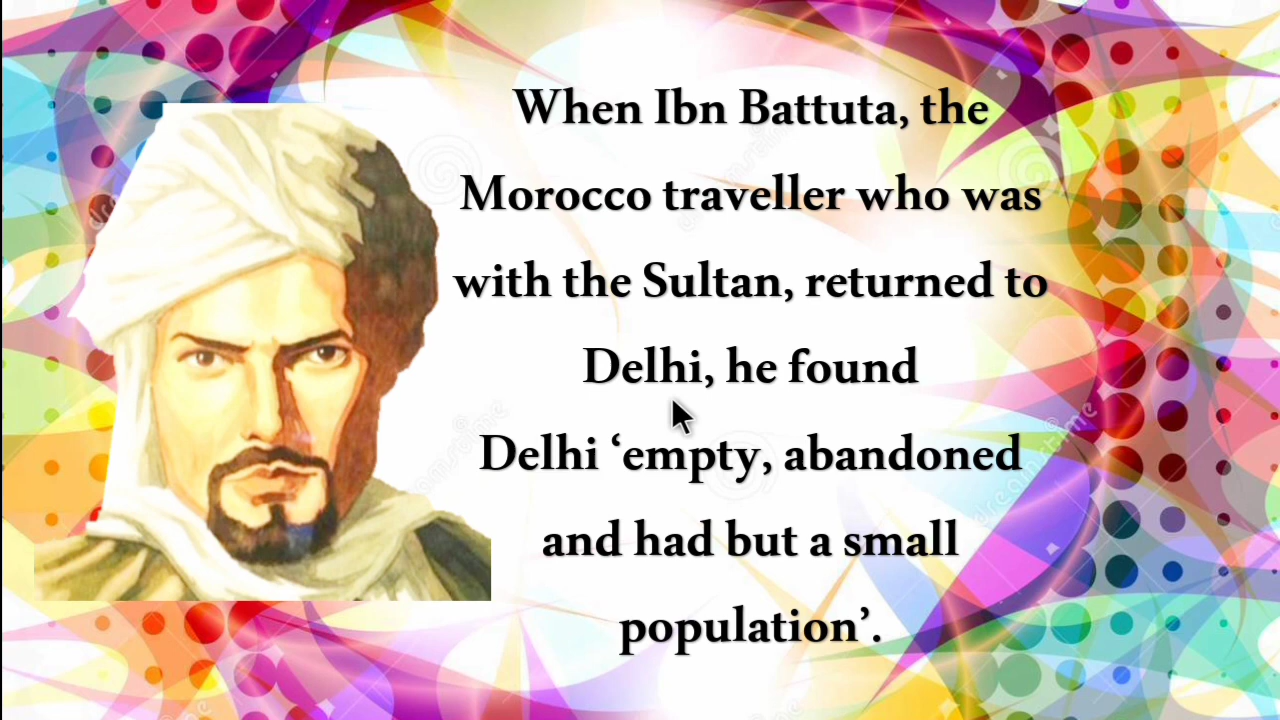 When Ibn Battuta, the
Morocco traveller who was
with the Sultan, returned to
Delhi, he found
Delhi ‘empty, abandoned
and had but a small
population’.